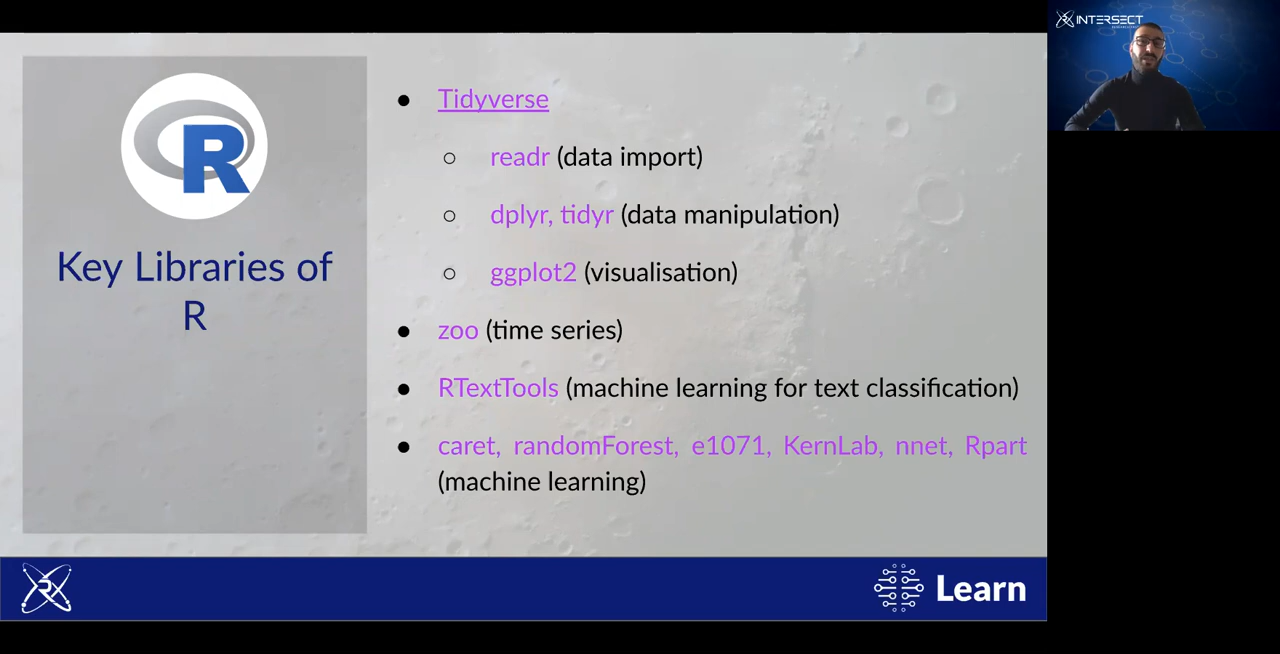 INTERSECT
R
Key Libraries of
R
● Tidyverse
○ readr (data import)
○ dplyr, tidyr (data manipulation)
○ ggplot2 (visualisation)
● zoo (time series)
● RTextTools (machine learning for text classification)
● caret, randomForest, e1071, KernLab, nnet, Rpart
(machine learning)
Learn